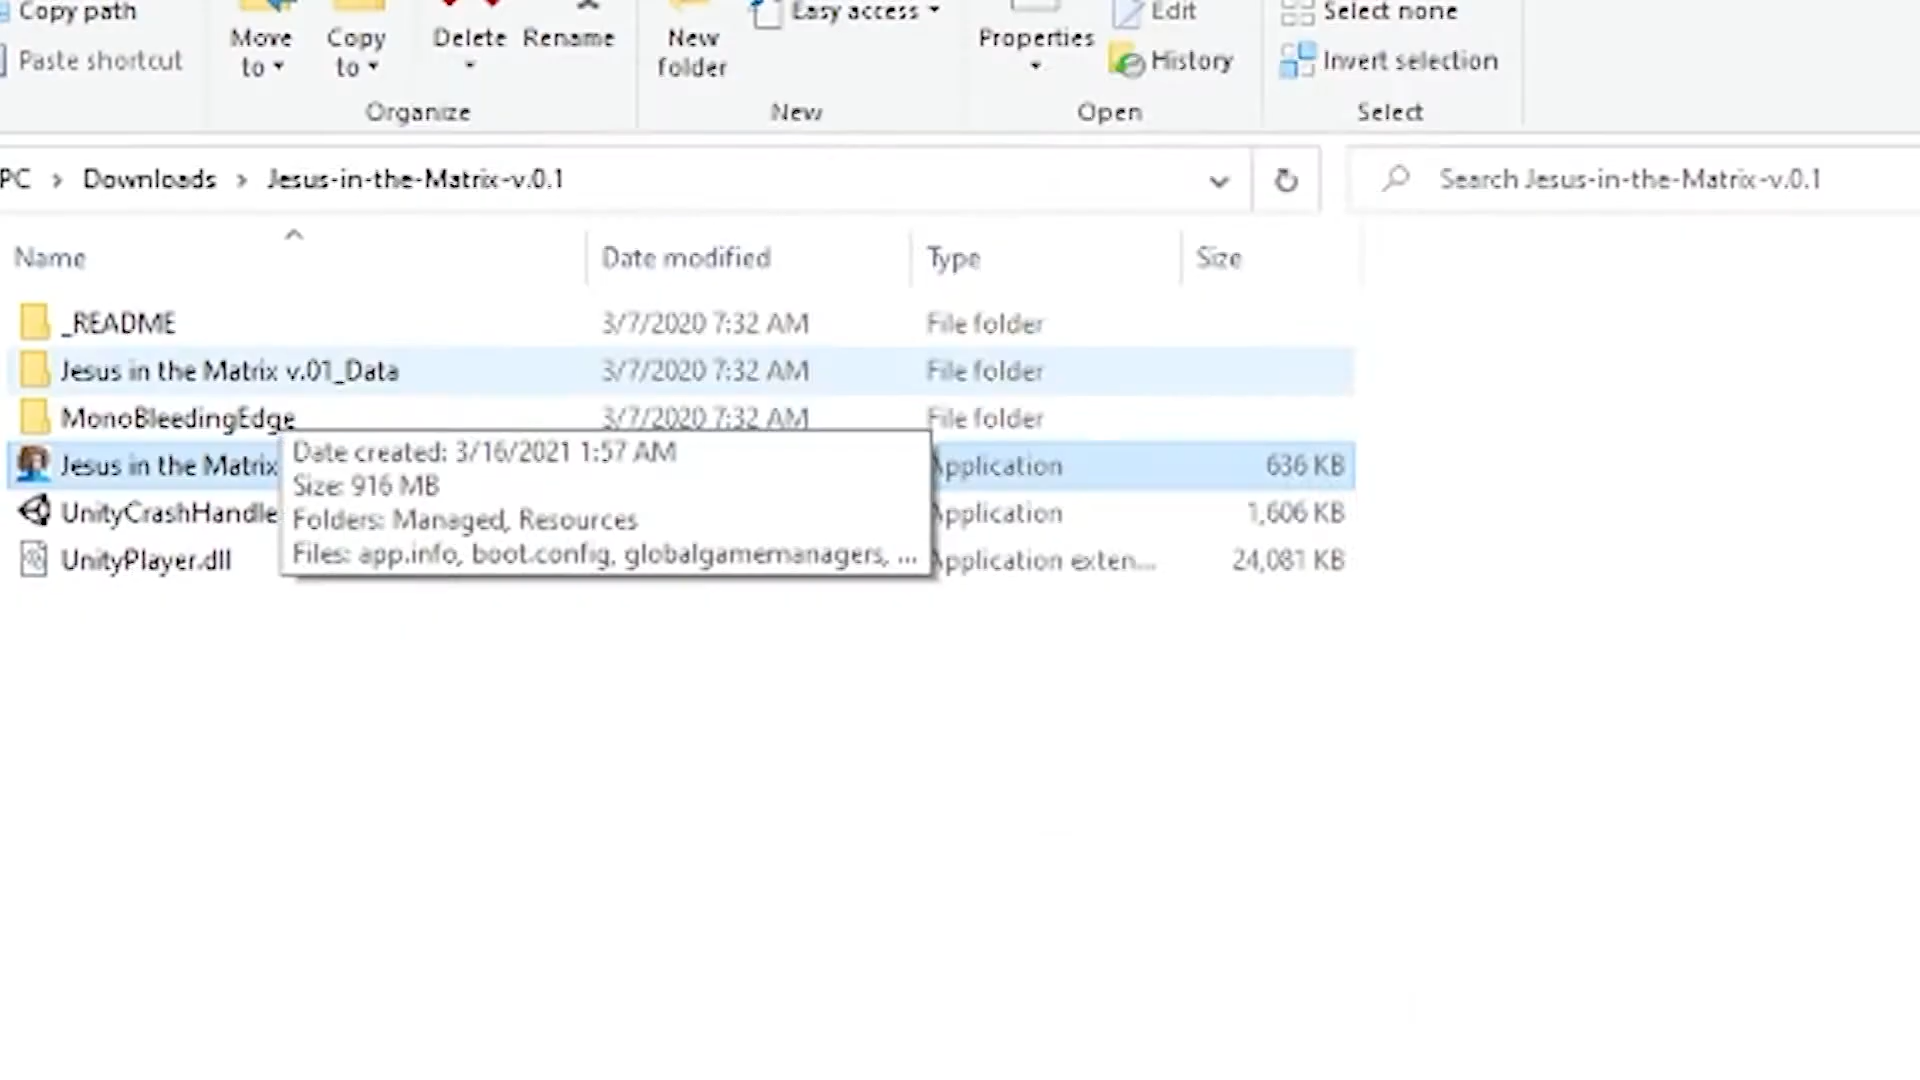 Copy path
Paste shortcut
Move to
Copy to
Delete
Rename
Organize
New folder
Easy access
New
Properties
Edit
History
Open
Select none
Invert selection
Select
PC > Downloads > Jesus-in-the-Matrix-v.0.1
Search Jesus-in-the-Matrix-v.0.1
Name Date modified Type Size
_README 3/7/2020 7:32 AM File folder
Jesus in the Matrix v.01_Data 3/7/2020 7:32 AM File folder
MonoBleedingEdge 3/7/2020 7:32 AM File folder
Jesus in the Matrix Application 636 KB
UnityCrashHandle Application 1,606 KB
UnityPlayer.dll Application exten... 24,081 KB
Date created: 3/16/2021 1:57 AM
Size: 916 MB
Folders: Managed, Resources
Files: app.info, boot.config, globalgamemanagers, ...